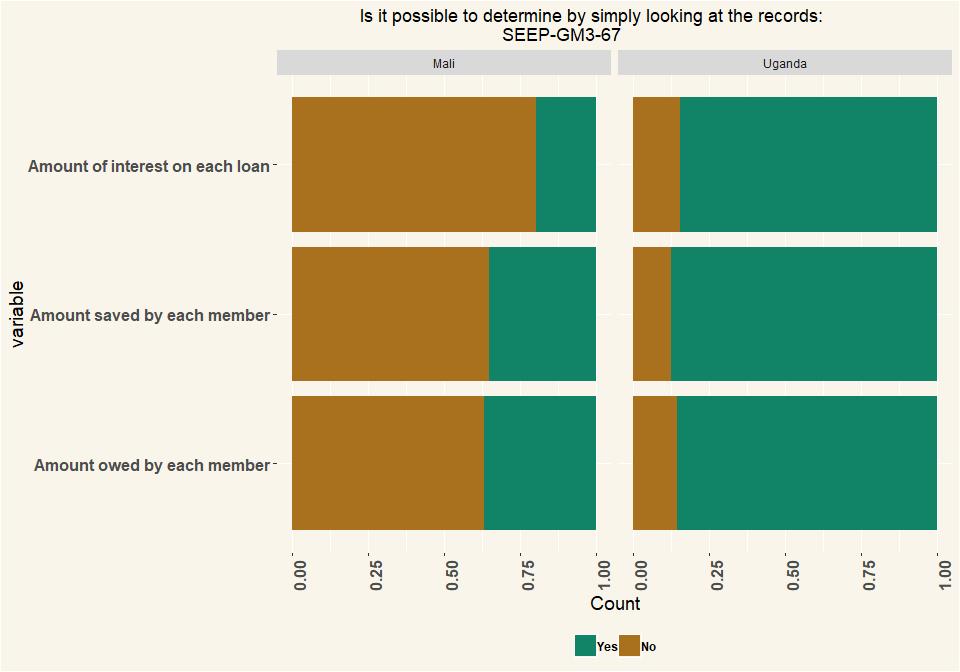 Is it possible to determine by simply looking at the records:
SEEP-GM3-67
Mali
Uganda
variable
Amount of interest on each loan
Amount saved by each member
Amount owed by each member
0.00
0.25
0.50
0.75
1.00
0.00
0.25
0.50
0.75
1.00
Count
Yes
No